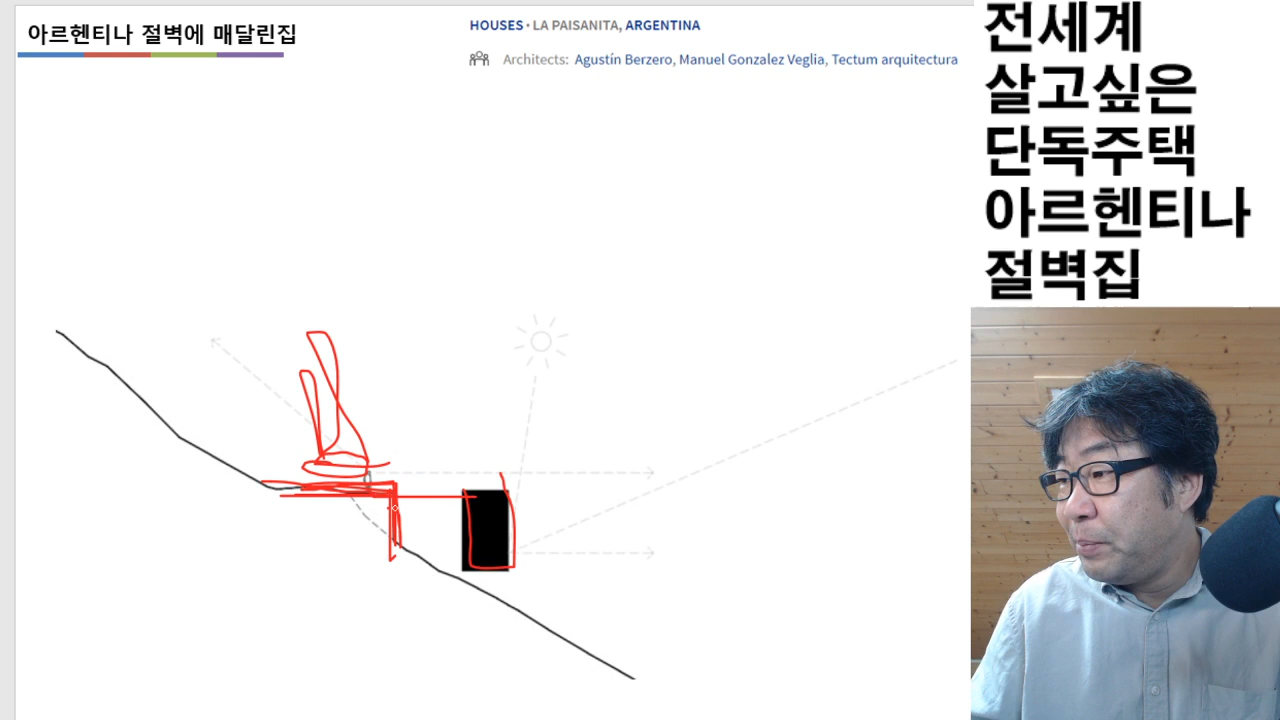 아르헨티나 절벽에 매달린집
HOUSES · LA PAISANITA, ARGENTINA
Architects: Agustín Berzero, Manuel Gonzalez Veglia, Tectum arquitectura
전세계
살고싶은
단독주택
아르헨티나
절벽집